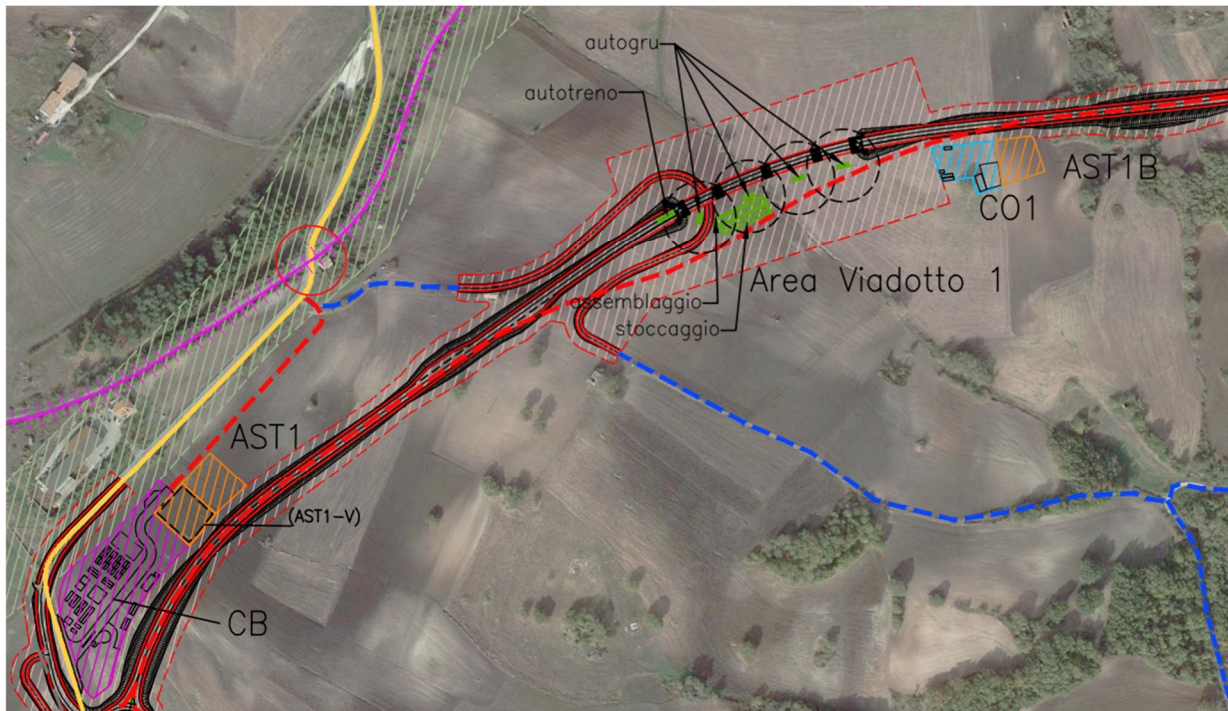 autogru
autotreno
AST1B
CO1
Area Viadotto 1
assemblaggio
stoccaggio
AST1
(AST1-V)
CB